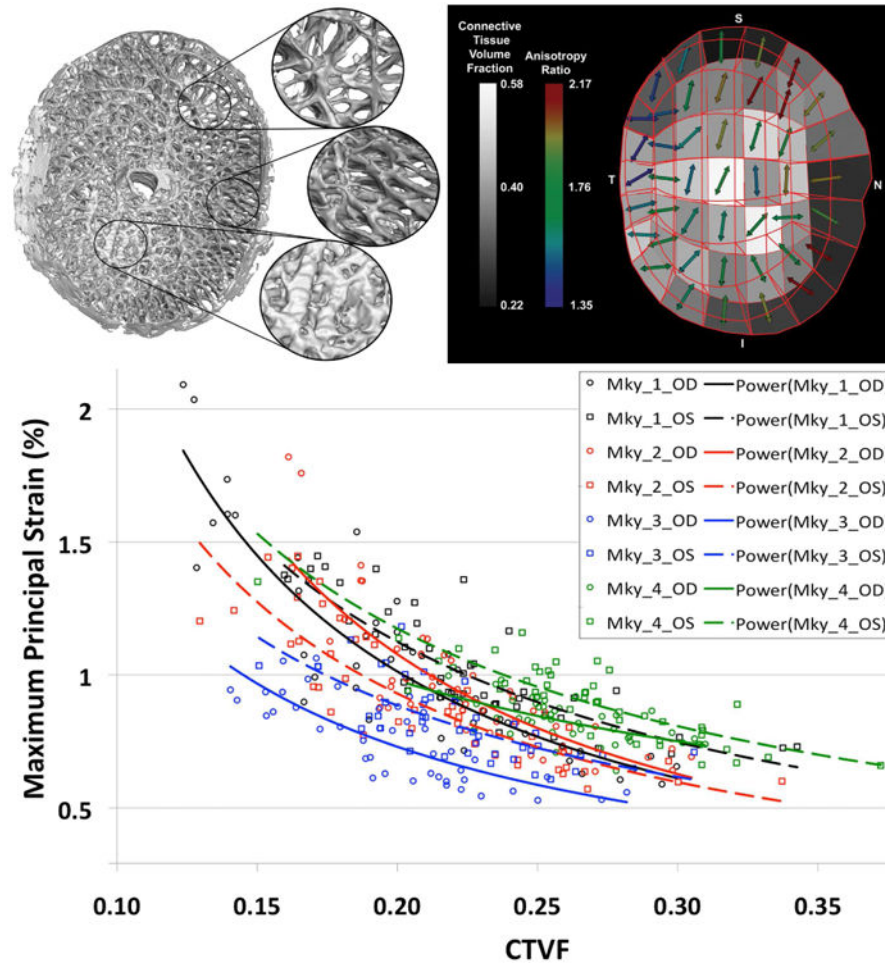 Connective
Tissue
Volume
Fraction
Anisotropy
Ratio
0.58
0.40
0.22
2.17
1.76
1.35
S
T
N
I
Maximum Principal Strain (%)
2
1.5
1
0.5
0.10 0.15 0.20 0.25 0.30 0.35
CTVF
Mky_1_OD Power(Mky_1_OD
Mky_1_OS Power(Mky_1_OS)
Mky_2_OD Power(Mky_2_OD
Mky_2_OS Power(Mky_2_OS)
Mky_3_OD Power(Mky_3_OD
Mky_3_OS Power(Mky_3_OS)
Mky_4_OD Power(Mky_4_OD
Mky_4_OS Power(Mky_4_OS)